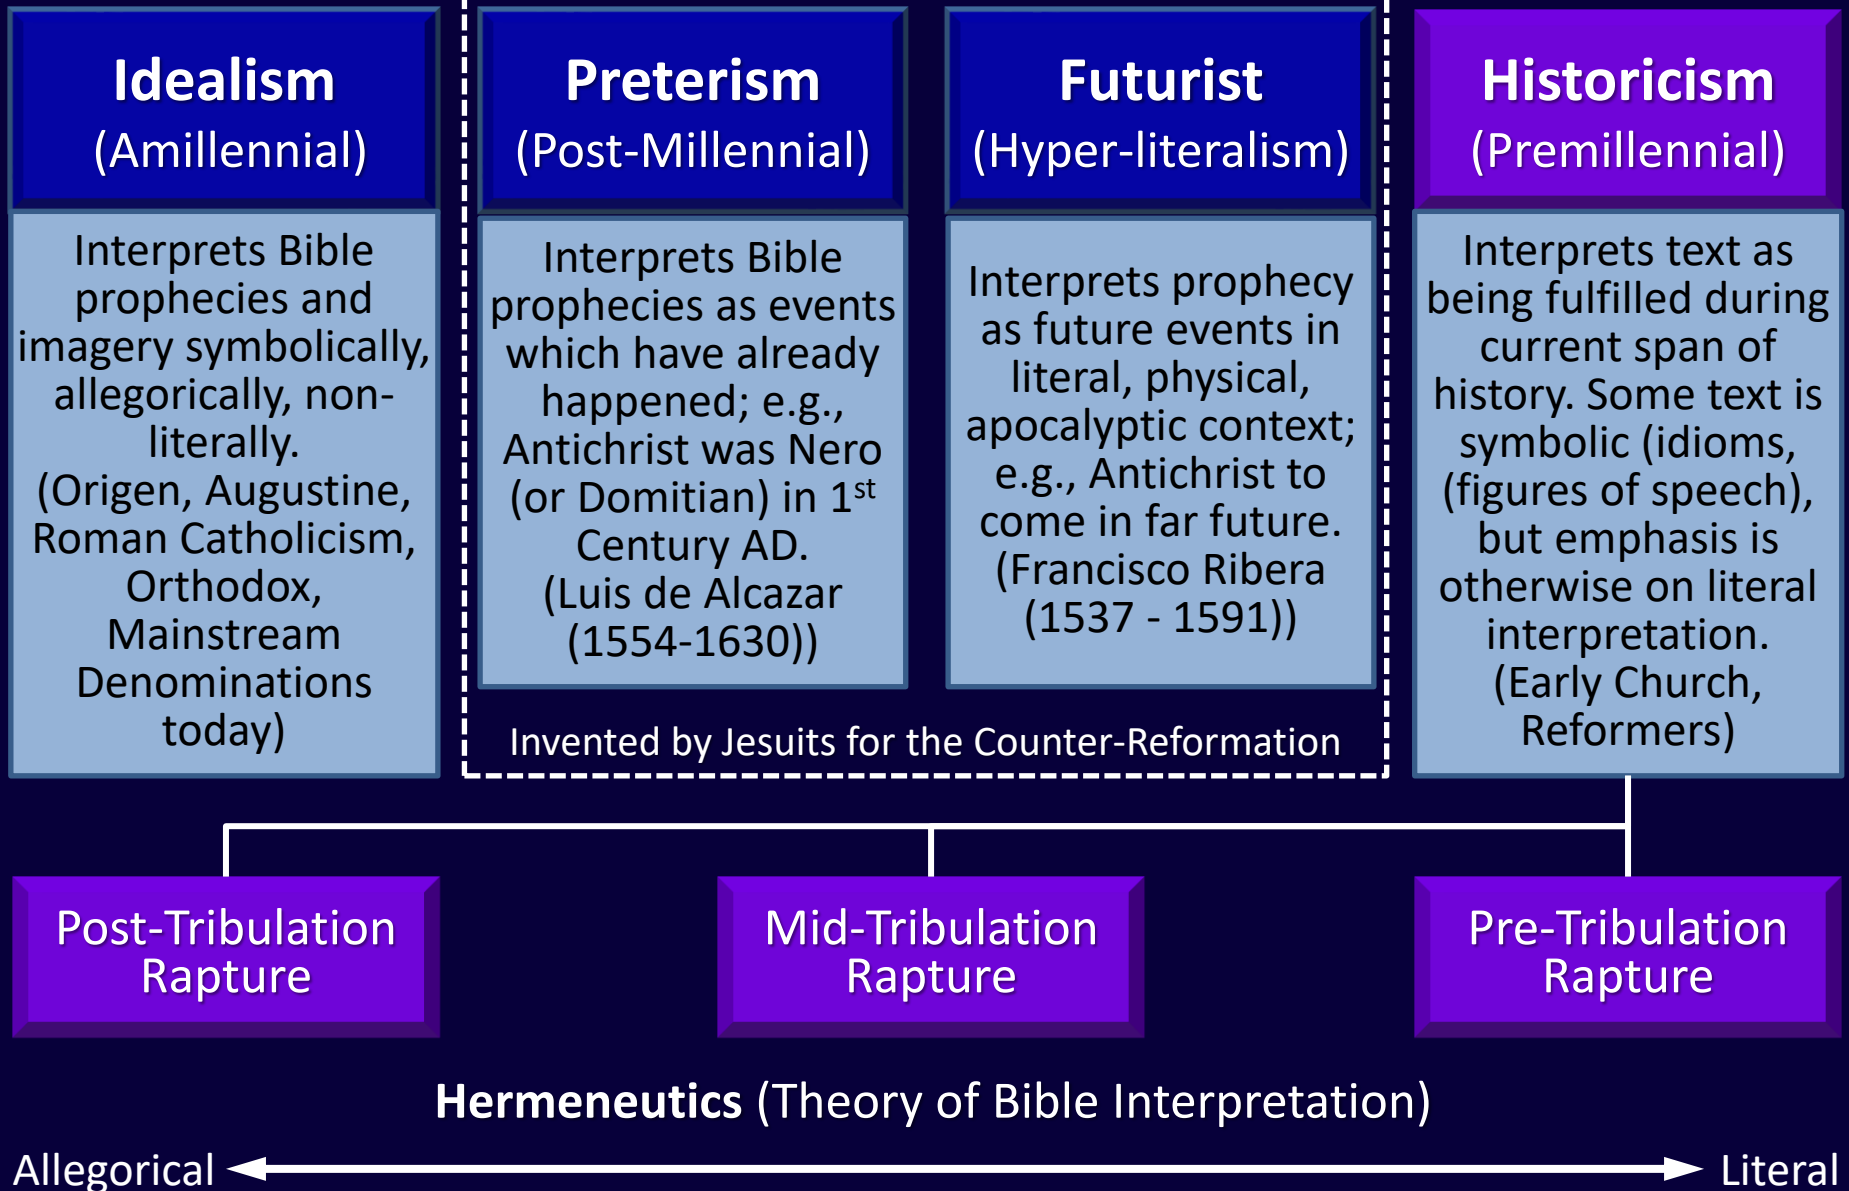 Idealism
(Amillennial)
Interprets Bible
prophecies and
imagery symbolically,
allegorically, non-
literally.
(Origen, Augustine,
Roman Catholicism,
Orthodox,
Mainstream
Denominations
today)
Preterism
(Post-Millennial)
Interprets Bible
prophecies as events
which have already
happened; e.g.,
Antichrist was Nero
(or Domitian) in 1st
Century AD.
(Luis de Alcazar
(1554-1630))
Futurist
(Hyper-literalism)
Interprets prophecy
as future events in
literal, physical,
apocalyptic context;
e.g., Antichrist to
come in far future.
(Francisco Ribera
(1537 - 1591))
Invented by Jesuits for the Counter-Reformation
Historicism
(Premillennial)
Interprets text as
being fulfilled during
current span of
history. Some text is
symbolic (idioms,
(figures of speech),
but emphasis is
otherwise on literal
interpretation.
(Early Church,
Reformers)
Post-Tribulation
Rapture
Mid-Tribulation
Rapture
Pre-Tribulation
Rapture
Hermeneutics (Theory of Bible Interpretation)
Allegorical
Literal